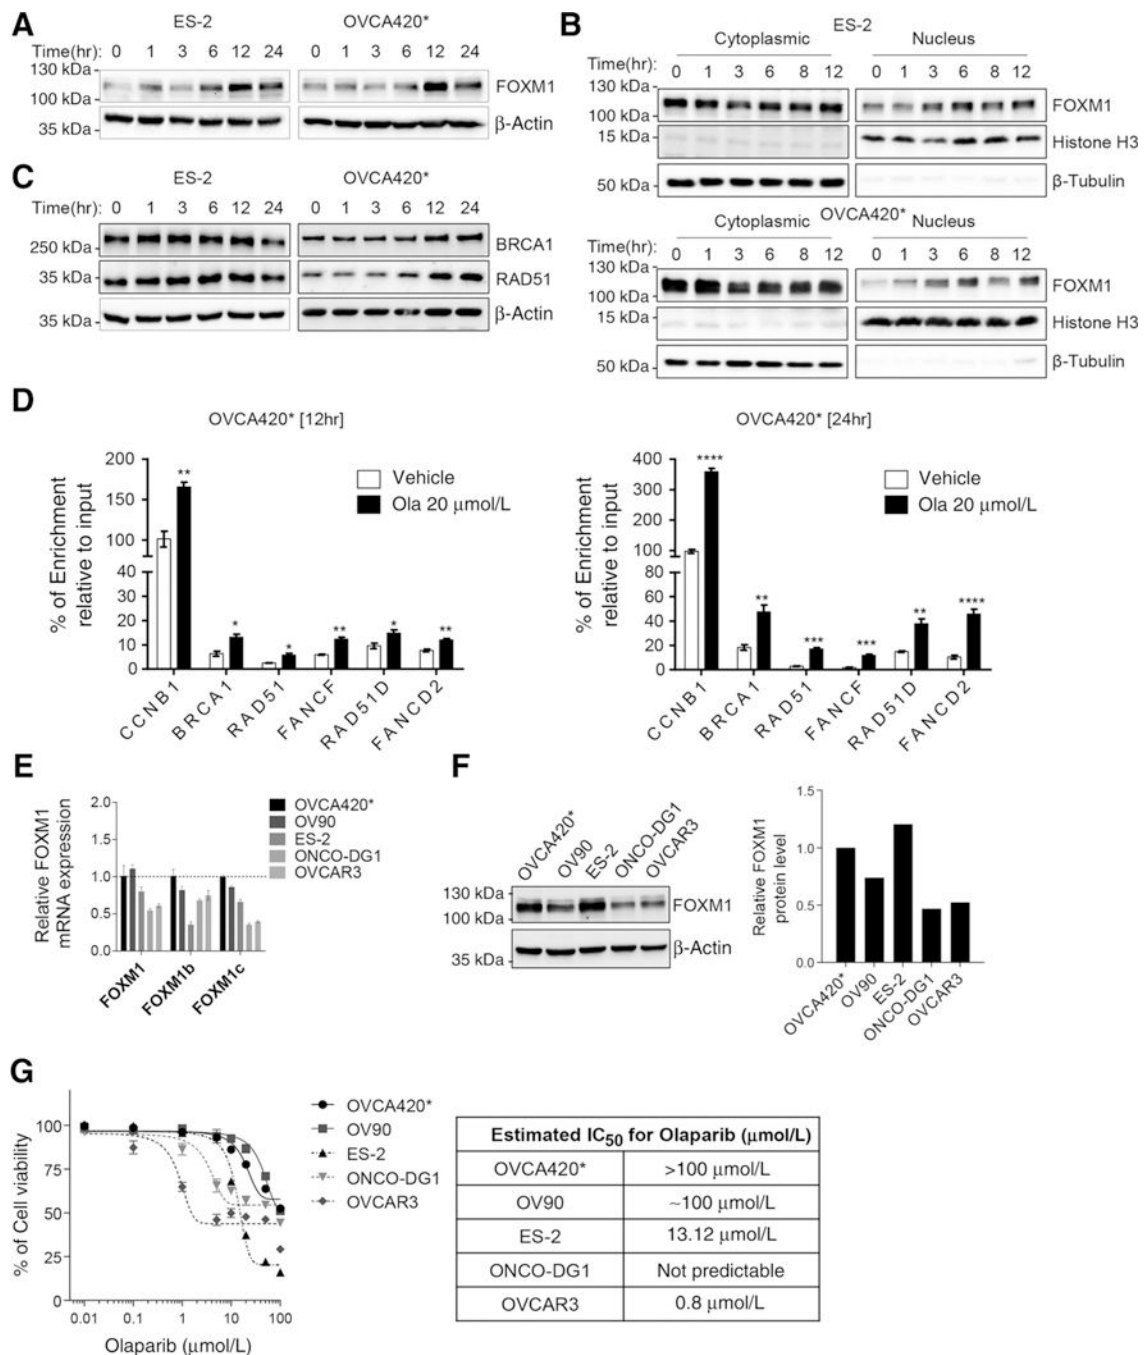 A
ES-2
OVCA420*
Time(hr): 0 1 3 6 12 24 0 1 3 6 12 24
130 kDa
100 kDa
FOXM1
35 kDa
β-Actin
B
ES-2
Cytoplasmic
Nucleus
Time(hr): 0 1 3 6 8 12 0 1 3 6 8 12
130 kDa
100 kDa
FOXM1
15 kDa
Histone H3
50 kDa
β-Tubulin
OVCA420*
Cytoplasmic
Nucleus
Time(hr): 0 1 3 6 8 12 0 1 3 6 8 12
130 kDa
100 kDa
FOXM1
15 kDa
Histone H3
50 kDa
β-Tubulin
C
ES-2
OVCA420*
Time(hr): 0 1 3 6 12 24 0 1 3 6 12 24
250 kDa
BRCA1
35 kDa
RAD51
35 kDa
β-Actin
D
OVCA420* [12hr]
% of Enrichment
relative to input
200
150
100
40
30
20
10
0
** * * ** * **
Vehicle
Ola 20 μmol/L
CCNB1
BRCA1
RAD51
FANCF
RAD51D
FANCD2
OVCA420* [24hr]
% of Enrichment
relative to input
400
300
200
100
80
60
40
20
0
**** ** *** *** ** ****
Vehicle
Ola 20 μmol/L
CCNB1
BRCA1
RAD51
FANCF
RAD51D
FANCD2
E
Relative FOXM1
mRNA expression
2.0
1.5
1.0
0.5
0.0
OVCA420*
OV90
ES-2
ONCO-DG1
OVCAR3
FOXM1
FOXM1b
FOXM1c
F
OVCA420*
OV90
ES-2
ONCO-DG1
OVCAR3
130 kDa
100 kDa
FOXM1
35 kDa
β-Actin
Relative FOXM1
protein level
1.5
1.0
0.5
0.0
OVCA420*
OV90
ES-2
ONCO-DG1
OVCAR3
G
% of Cell viability
100
75
50
25
0
0.01 0.1 1 10 100
Olaparib (μmol/L)
OVCA420*
OV90
ES-2
ONCO-DG1
OVCAR3
Estimated IC50 for Olaparib (μmol/L)
OVCA420* >100 μmol/L
OV90 ~100 μmol/L
ES-2 13.12 μmol/L
ONCO-DG1 Not predictable
OVCAR3 0.8 μmol/L